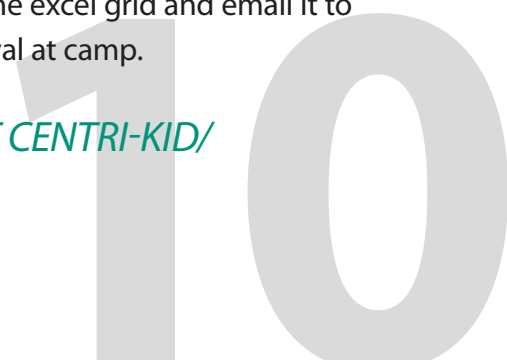 the excel grid and email it to
val at camp.
CENTRI-KID/
10